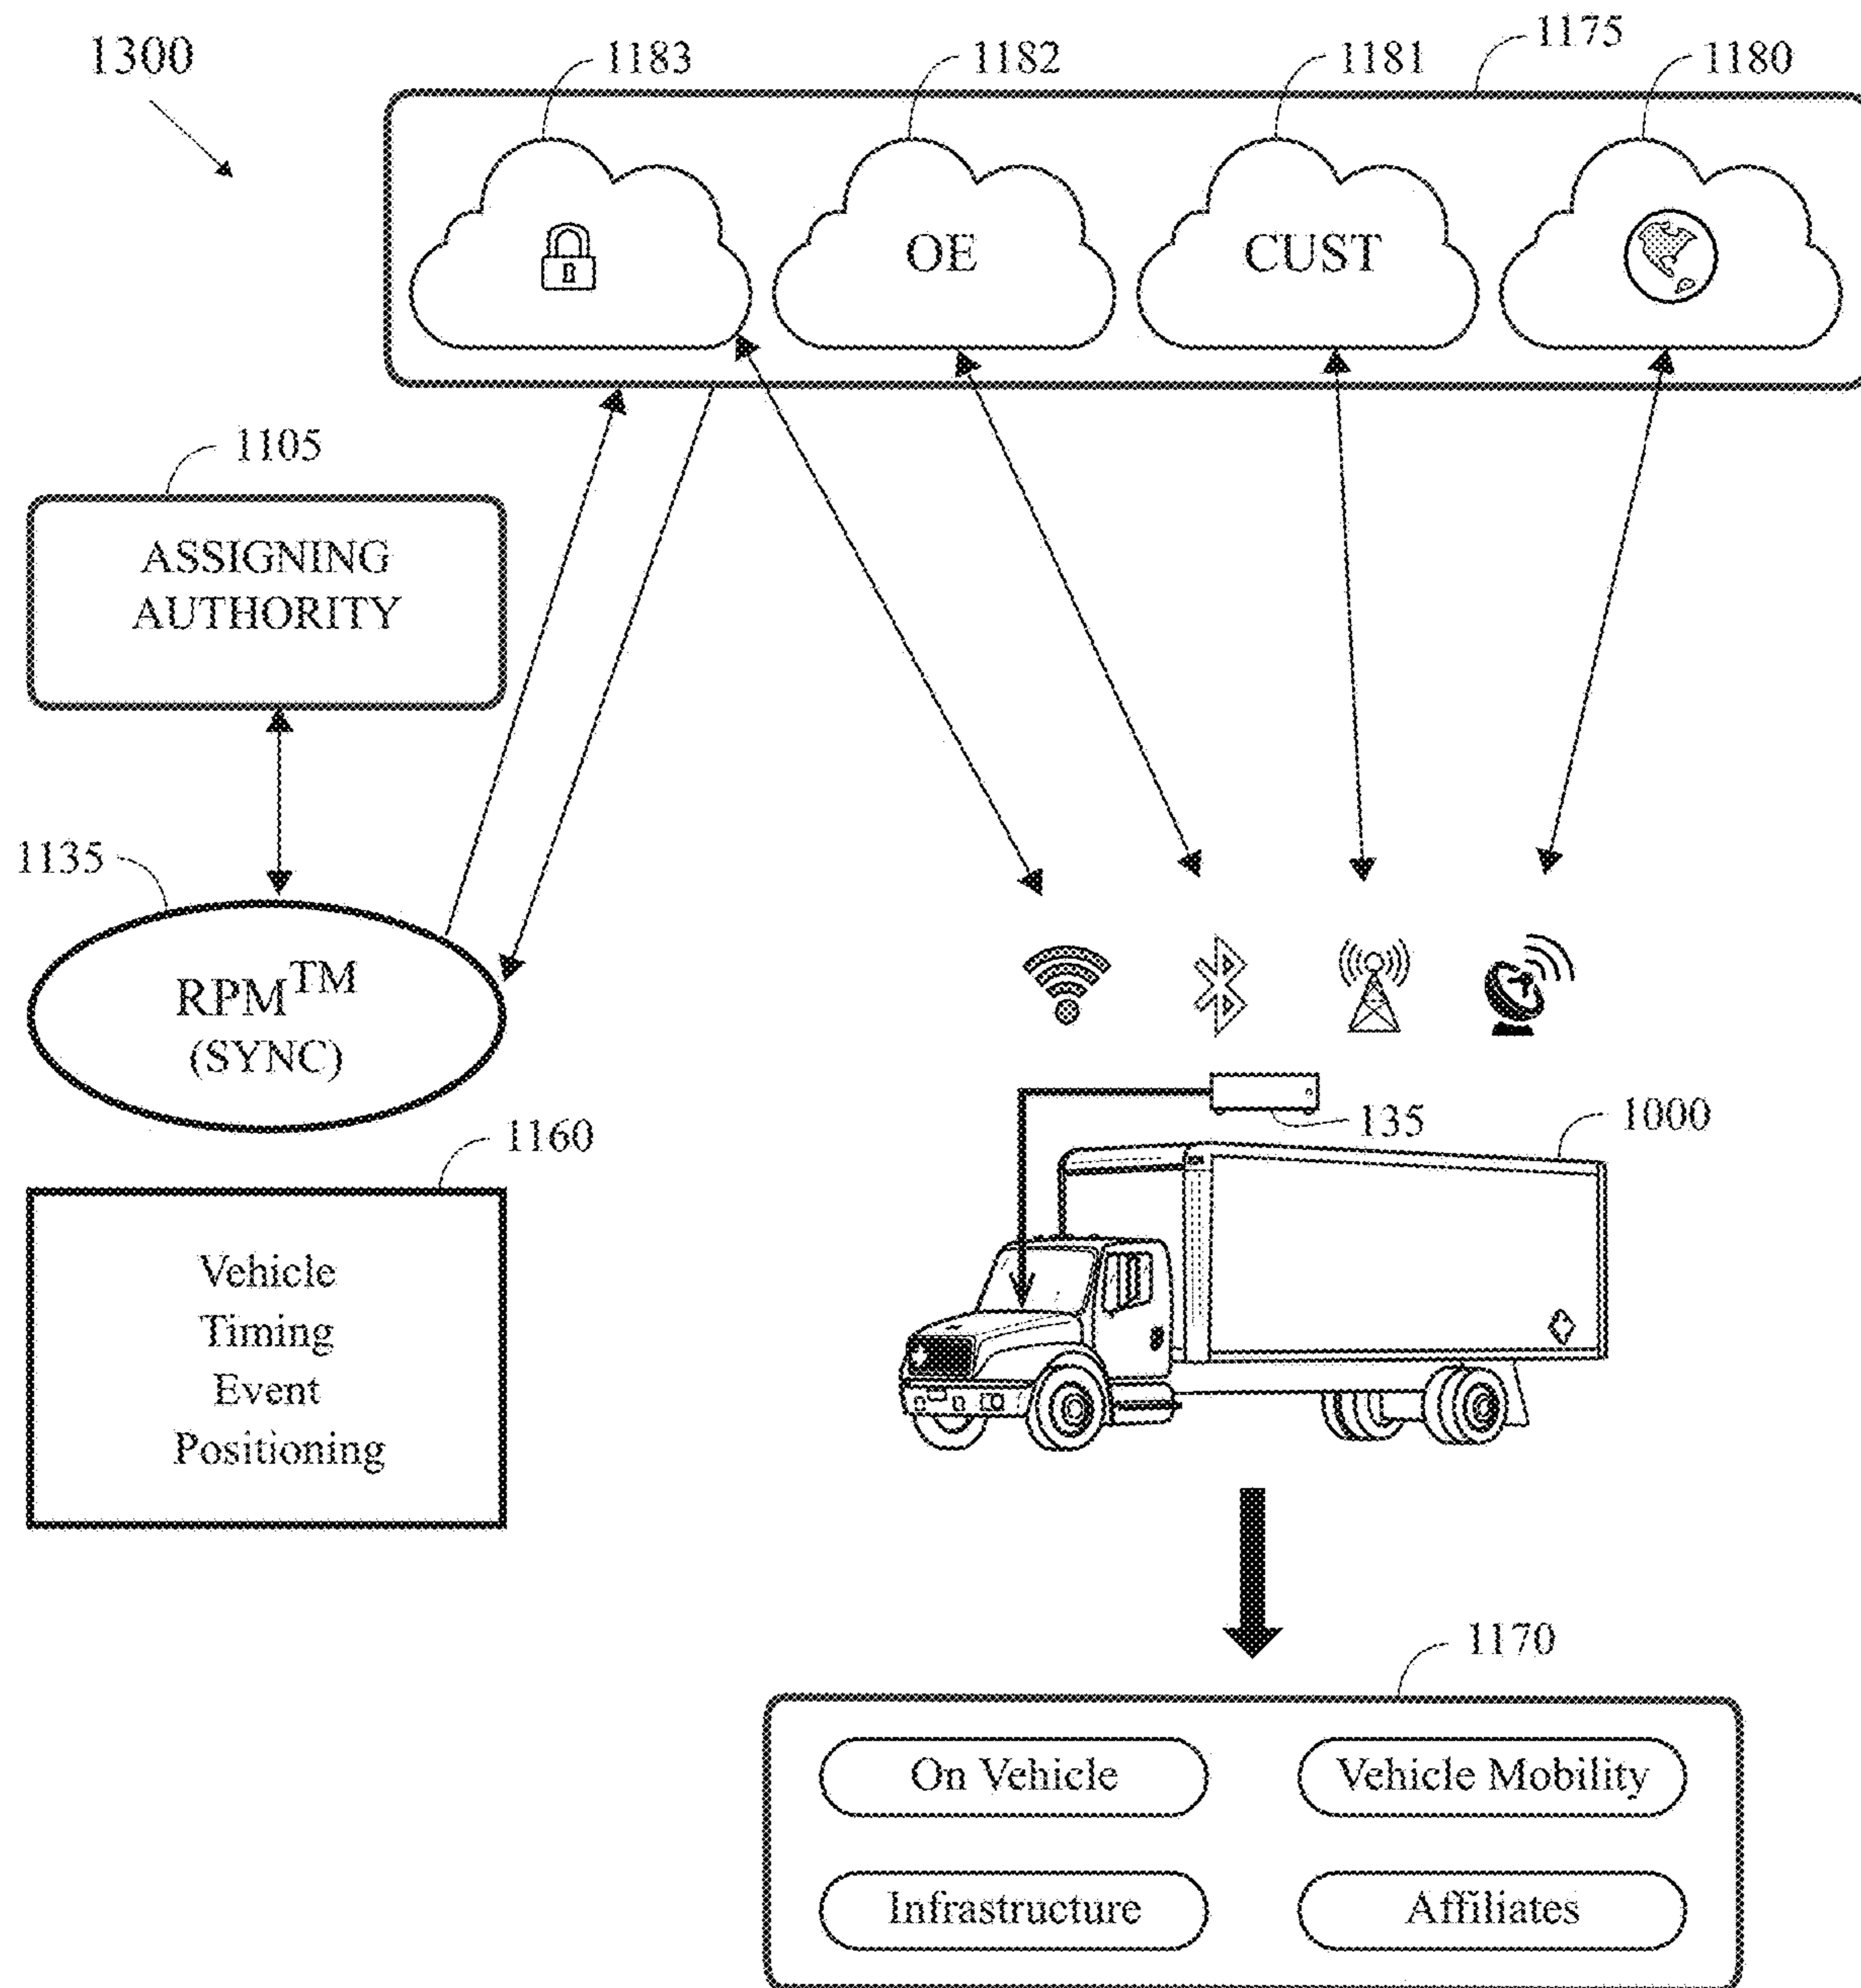 1300
1183
1182
1181
1175
1180
OE
CUST
1105
ASSIGNING
AUTHORITY
1135
RPM™
(SYNC)
1160
135
1000
Vehicle
Timing
Event
Positioning
1170
On Vehicle
Vehicle Mobility
Infrastructure
Affiliates